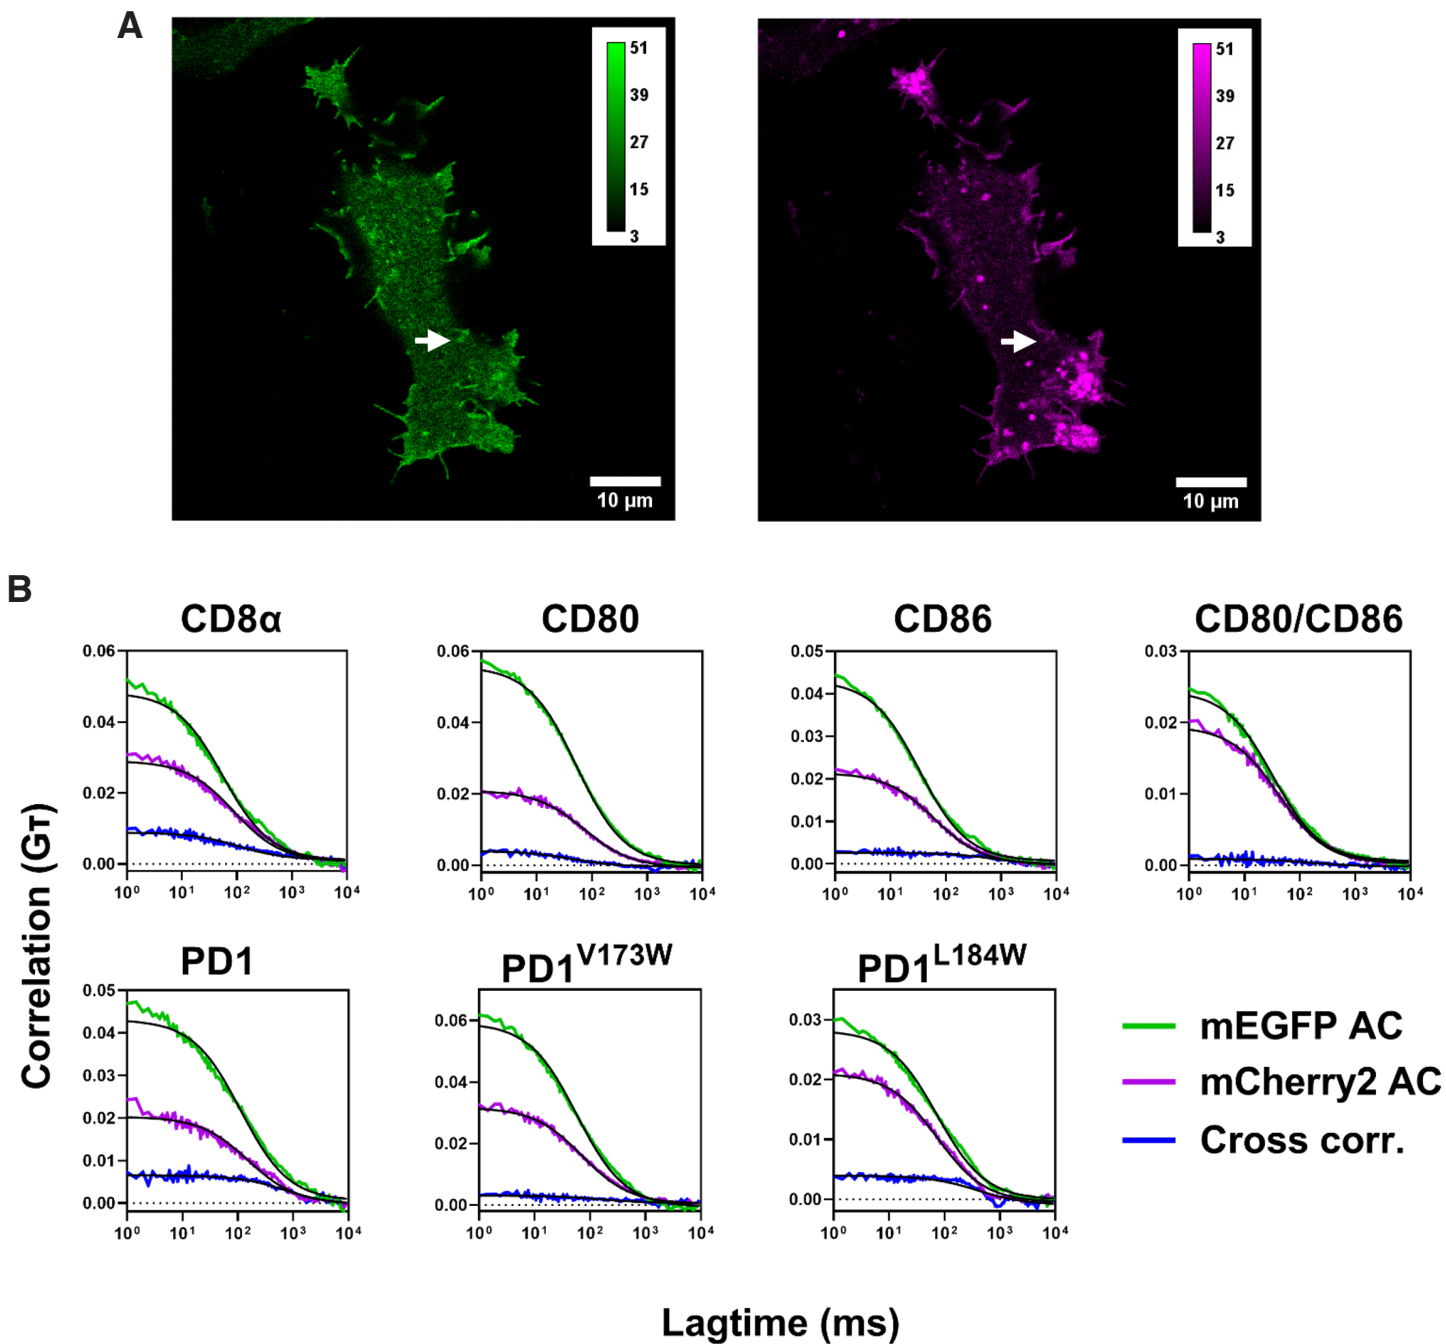 A
51
39
27
15
3
10 µm
51
39
27
15
3
10 µm
B
CD8α
CD80
CD86
CD80/CD86
0.06
0.04
0.02
0.00
10⁰ 10¹ 10² 10³ 10⁴
0.06
0.04
0.02
0.00
10⁰ 10¹ 10² 10³ 10⁴
0.05
0.04
0.03
0.02
0.01
0.00
10⁰ 10¹ 10² 10³ 10⁴
0.03
0.02
0.01
0.00
10⁰ 10¹ 10² 10³ 10⁴
Correlation (Gτ)
PD1
PD1 V173W
PD1 L184W
0.05
0.04
0.03
0.02
0.01
0.00
10⁰ 10¹ 10² 10³ 10⁴
0.06
0.04
0.02
0.00
10⁰ 10¹ 10² 10³ 10⁴
0.03
0.02
0.01
0.00
10⁰ 10¹ 10² 10³ 10⁴
mEGFP AC
mCherry2 AC
Cross corr.
Lagtime (ms)